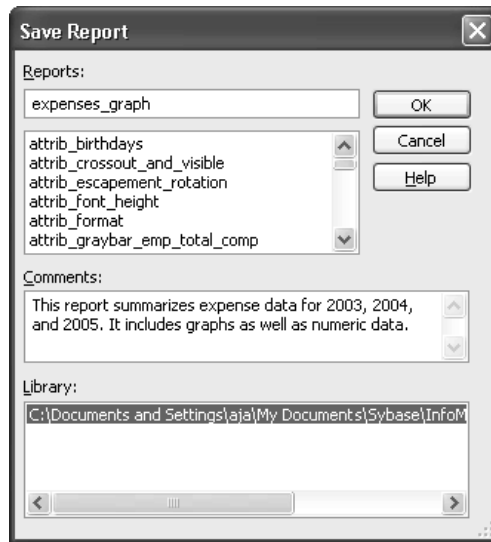 Save Report
Reports:
expenses_graph
OK
Cancel
Help
attrib_birthdays
attrib_crossout_and_visible
attrib_escapement_rotation
attrib_font_height
attrib_format
attrib_graybar_emp_total_comp
Comments:
This report summarizes expense data for 2003, 2004,
and 2005. It includes graphs as well as numeric data.
Library:
C:\Documents and Settings\aja\My Documents\Sybase\InfoM